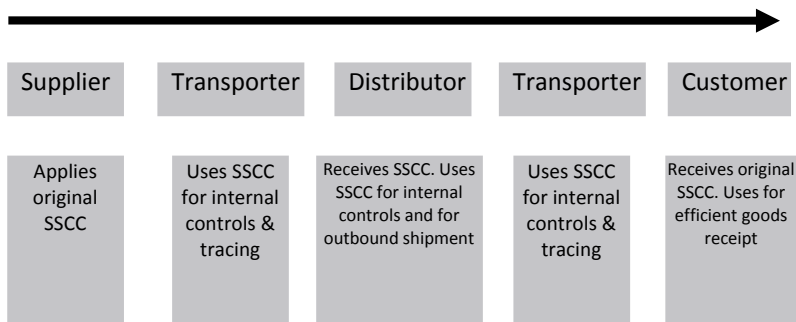 Supplier
Transporter
Distributor
Transporter
Customer
Applies
original
SSCC
Uses SSCC
for internal
controls &
tracing
Receives SSCC. Uses
SSCC for internal
controls and for
outbound shipment
Uses SSCC
for internal
controls &
tracing
Receives original
SSCC. Uses for
efficient goods
receipt